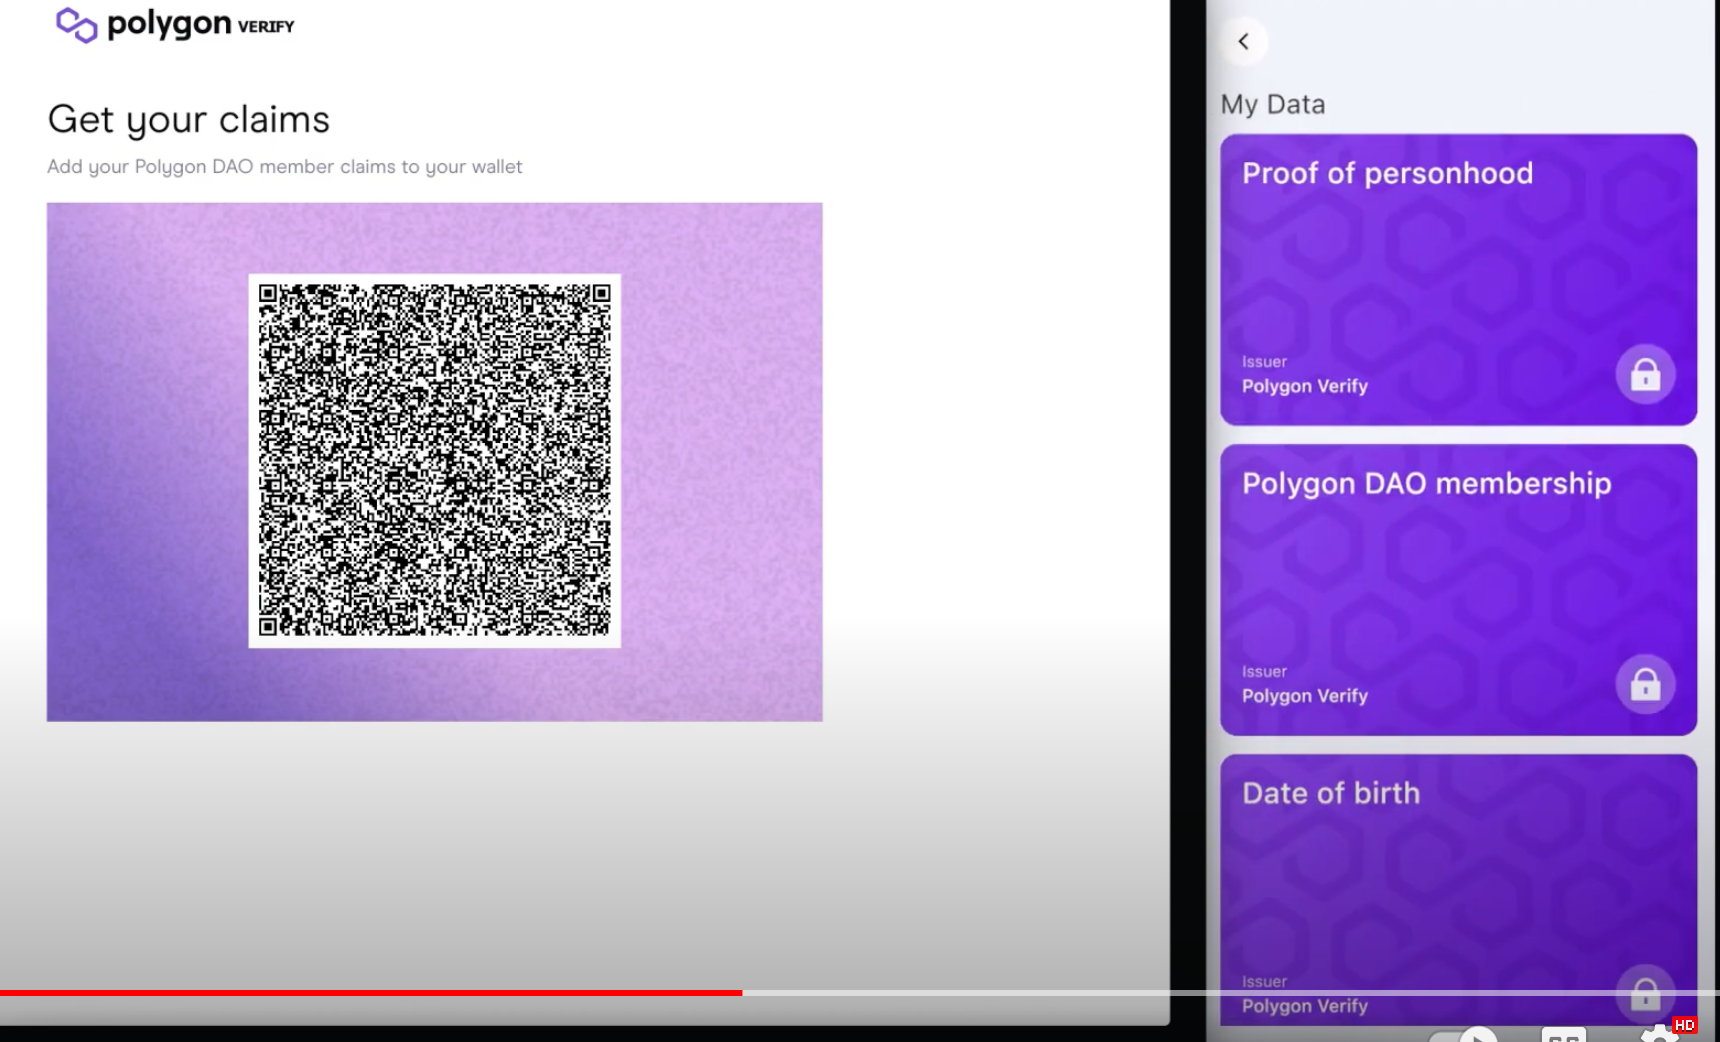 polygon VERIFY
Get your claims
Add your Polygon DAO member claims to your wallet
My Data
Proof of personhood
Issuer
Polygon Verify
Polygon DAO membership
Issuer
Polygon Verify
Date of birth
Issuer
Polygon Verify
HD